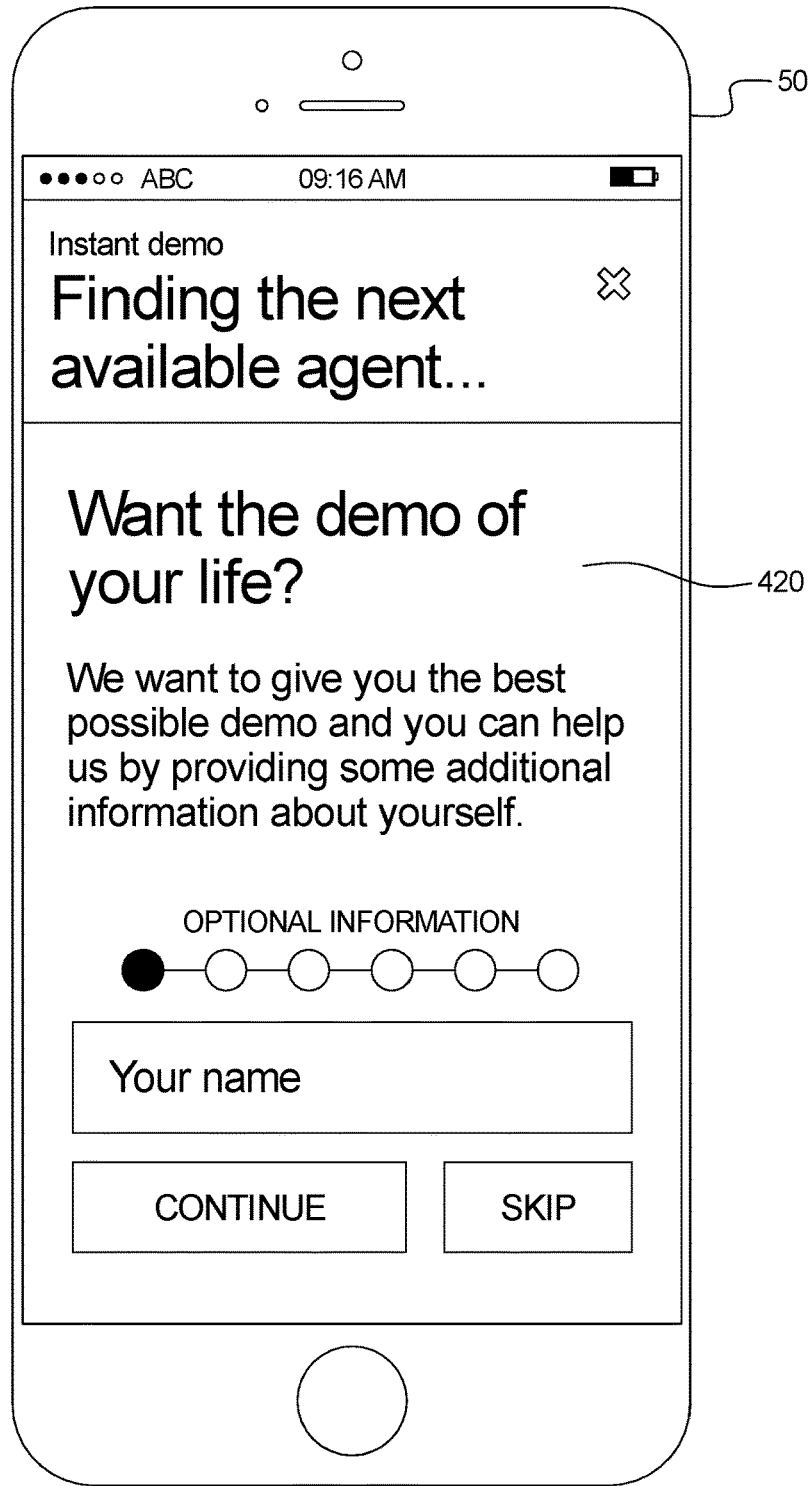 50
ABC 09:16 AM
Instant demo
Finding the next
available agent...
Want the demo of
your life?
420
We want to give you the best
possible demo and you can help
us by providing some additional
information about yourself.
OPTIONAL INFORMATION
Your name
CONTINUE SKIP